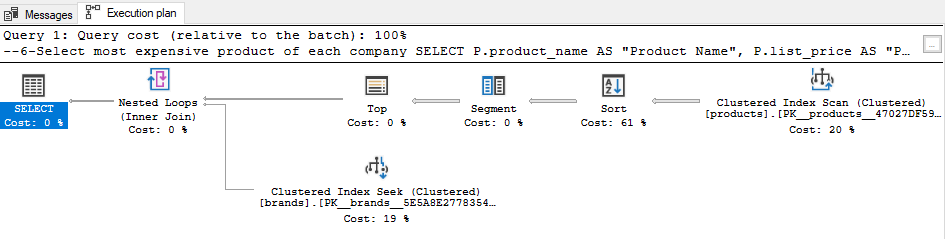 Messages
Execution plan
Query 1: Query cost (relative to the batch): 100%
--6-Select most expensive product of each company SELECT P.product_name AS "Product Name", P.list_price AS "P…
...
SELECT
Cost: 0 %
Nested Loops
(Inner Join)
Cost: 0 %
Top
Cost: 0 %
Segment
Cost: 0 %
A
Z
Sort
Cost: 61 %
Clustered Index Scan (Clustered)
[products].[PK__products__47027DF59…
Cost: 20 %
Clustered Index Seek (Clustered)
[brands].[PK__brands__5E5A8E2778354…
Cost: 19 %